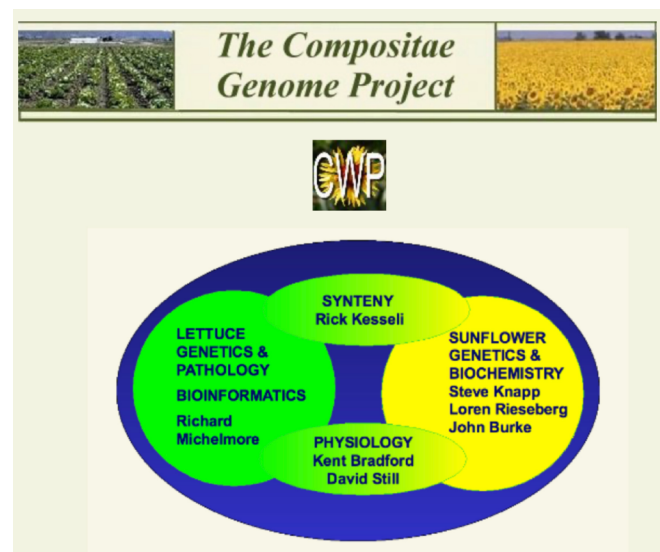 The Compositae
Genome Project
CWP
SYNTENY
Rick Kesseli
LETTUCE
GENETICS &
PATHOLOGY
BIOINFORMATICS
Richard
Michelmore
SUNFLOWER
GENETICS &
BIOCHEMISTRY
Steve Knapp
Loren Rieseberg
John Burke
PHYSIOLOGY
Kent Bradford
David Still